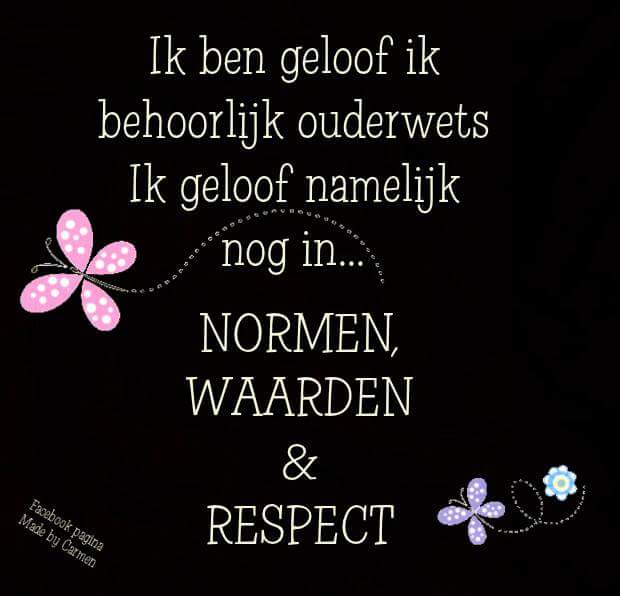 Ik ben geloof ik
behoorlijk ouderwets
Ik geloof namelijk
nog in...
NORMEN,
WAARDEN
&
RESPECT
Facebook pagina
Made by Carmen